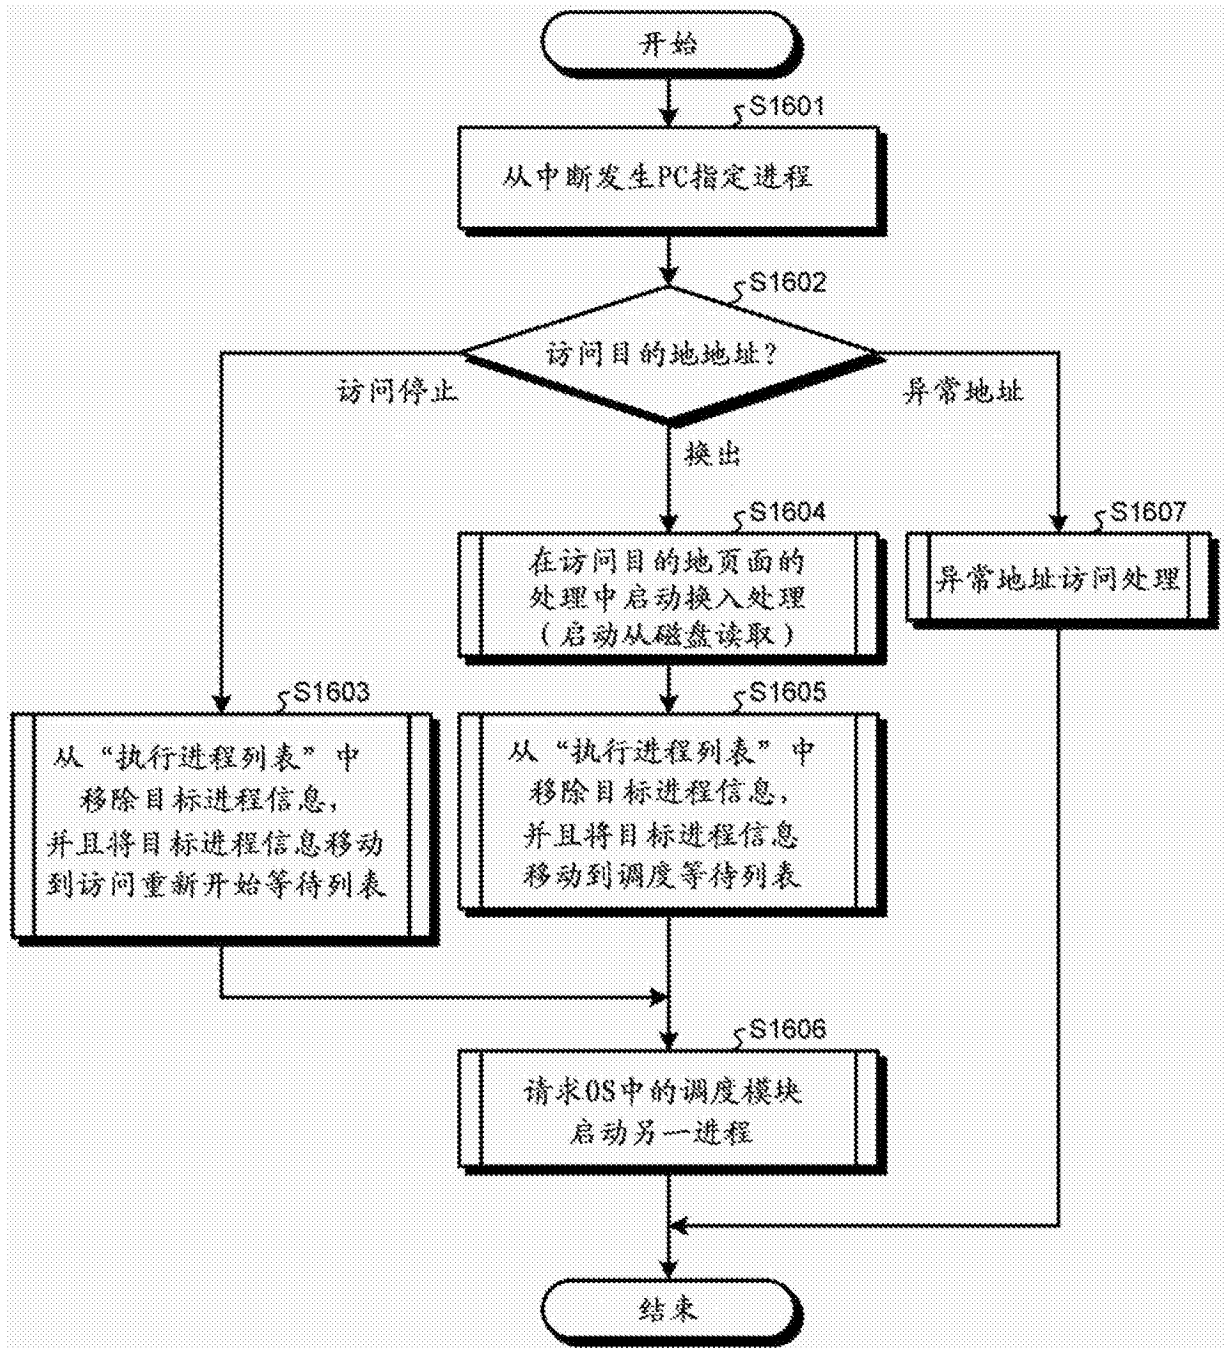 开始
S1601
从中断发生PC指定进程
S1602
访问目的地地址?
访问停止
异常地址
换出
S1604
在访问目的地页面的
处理中启动换入处理
(启动从磁盘读取)
S1607
异常地址访问处理
S1603
从“执行进程列表”中
移除目标进程信息,
并且将目标进程信息移动
到访问重新开始等待列表
S1605
从“执行进程列表”中
移除目标进程信息,
并且将目标进程信息
移动到调度等待列表
S1606
请求OS中的调度模块
启动另一进程
结束